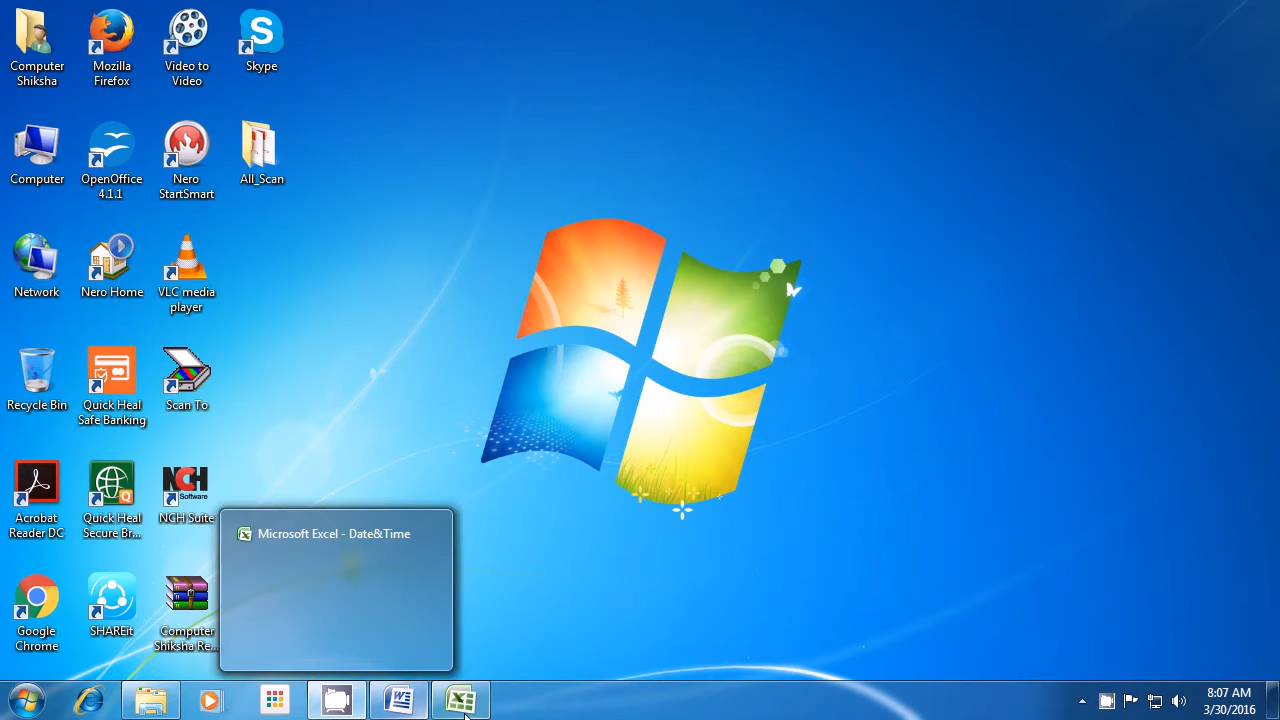 Computer
Shiksha
Mozilla
Firefox
Video to
Video
Skype
Computer
OpenOffice
4.1.1
Nero
StartSmart
All_Scan
Network
Nero Home
VLC media
player
Recycle Bin
Quick Heal
Safe Banking
Scan To
Acrobat
Reader DC
Quick Heal
Secure Br...
NCH
Software
NCH Suite
Microsoft Excel - Date&Time
Google
Chrome
SHAREit
Computer
Shiksha Re...
8:07 AM
3/30/2016